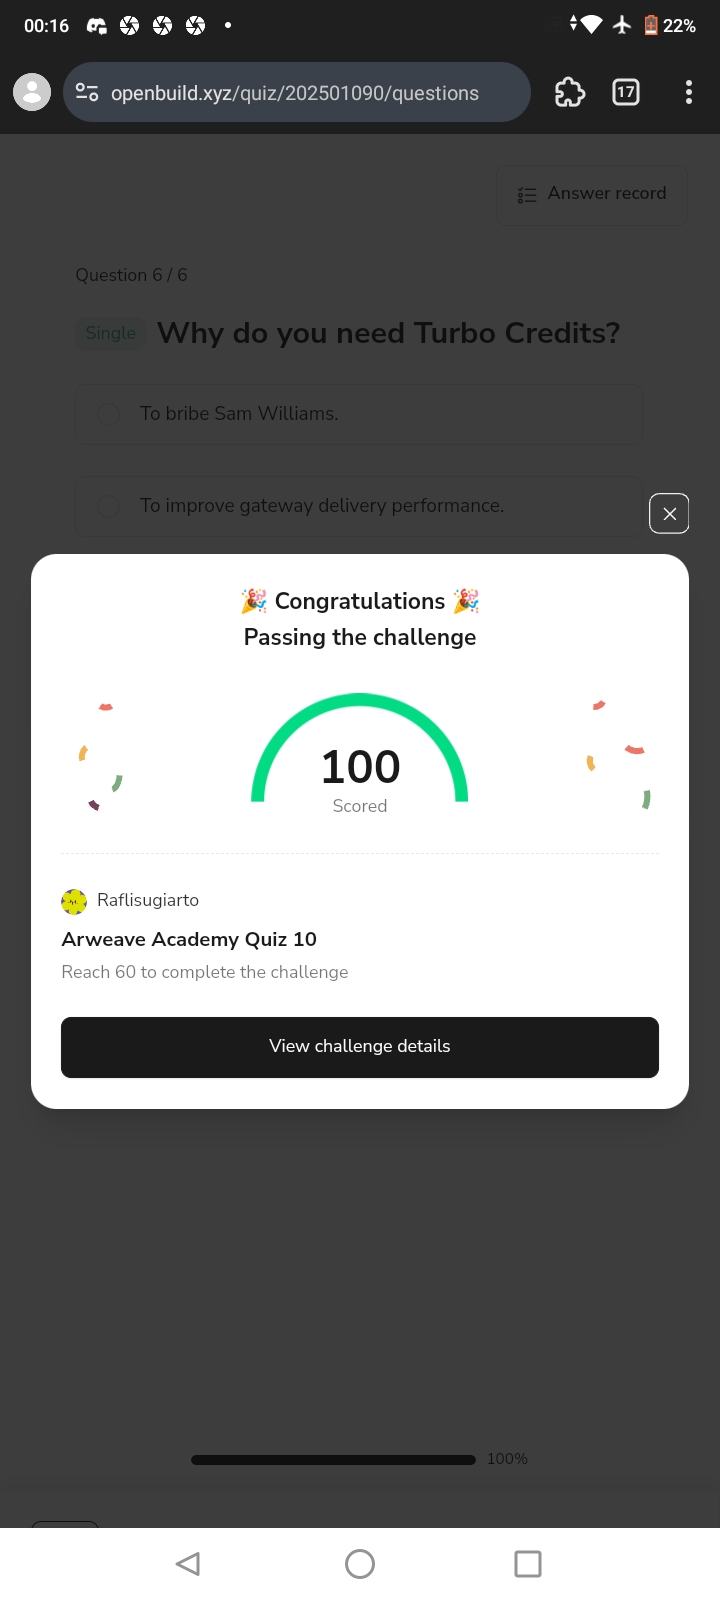 00:16
22%
openbuild.xyz/quiz/202501090/questions
17
Answer record
Question 6 / 6
Single Why do you need Turbo Credits?
To bribe Sam Williams.
To improve gateway delivery performance.
🎉 Congratulations 🎉
Passing the challenge
100
Scored
Raflisugiarto
Arweave Academy Quiz 10
Reach 60 to complete the challenge
View challenge details
100%